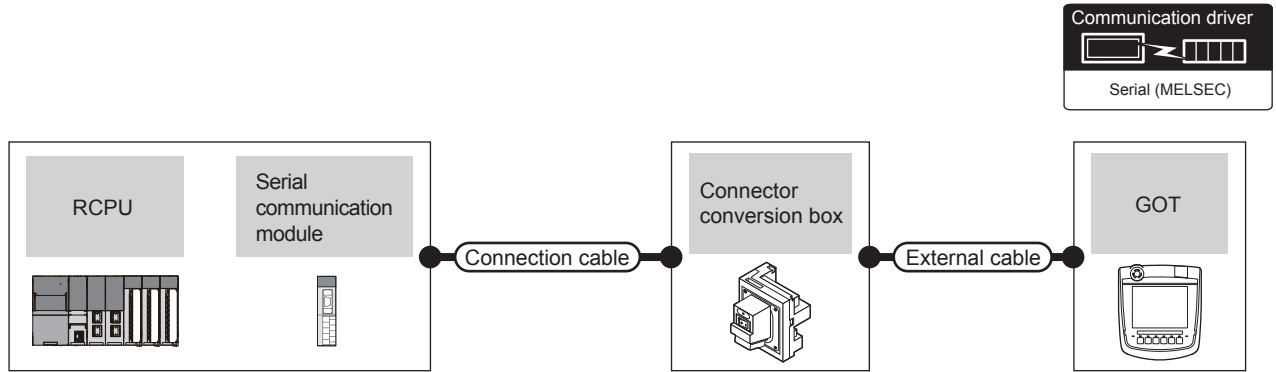 Communication driver
Serial (MELSEC)
RCPU
Serial
communication
module
Connection cable
Connector
conversion box
External cable
GOT